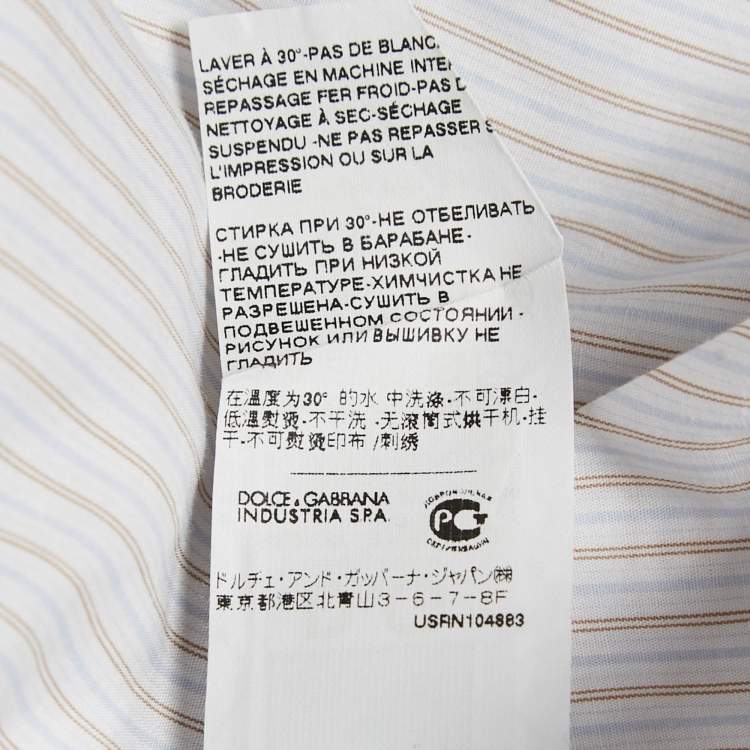 LAVER À 30°-PAS DE BLANC
SÉCHAGE EN MACHINE INTER
REPASSAGE FER FROID-PAS D
NETTOYAGE À SEC-SÉCHAGE
SUSPENDU -NE PAS REPASSER S
L'IMPRESSION OU SUR LA
BRODERIE
СТИРКА ПРИ 30°-НЕ ОТБЕЛИВАТЬ
-НЕ СУШИТЬ В БАРАБАНЕ-
ГЛАДИТЬ ПРИ НИЗКОЙ
ТЕМПЕРАТУРЕ-ХИМЧИСТКА НЕ
РАЗРЕШЕНА-СУШИТЬ В
ПОДВЕШЕННОМ СОСТОЯНИИ-
РИСУНОК ИЛИ ВЫШИВКУ НЕ
ГЛАДИТЬ
在溫度为30° 的水 中洗涤-不可漂白-
低溫熨燙-不干洗-无滚筒式烘干机-挂
干-不可熨燙印布/刺绣
DOLCE & GABBANA
INDUSTRIA S.P.A.
ドルチェ・アンド・ガッバーナ・ジャパン㈱
東京都港区北青山3-6-7-8F
USRN104883